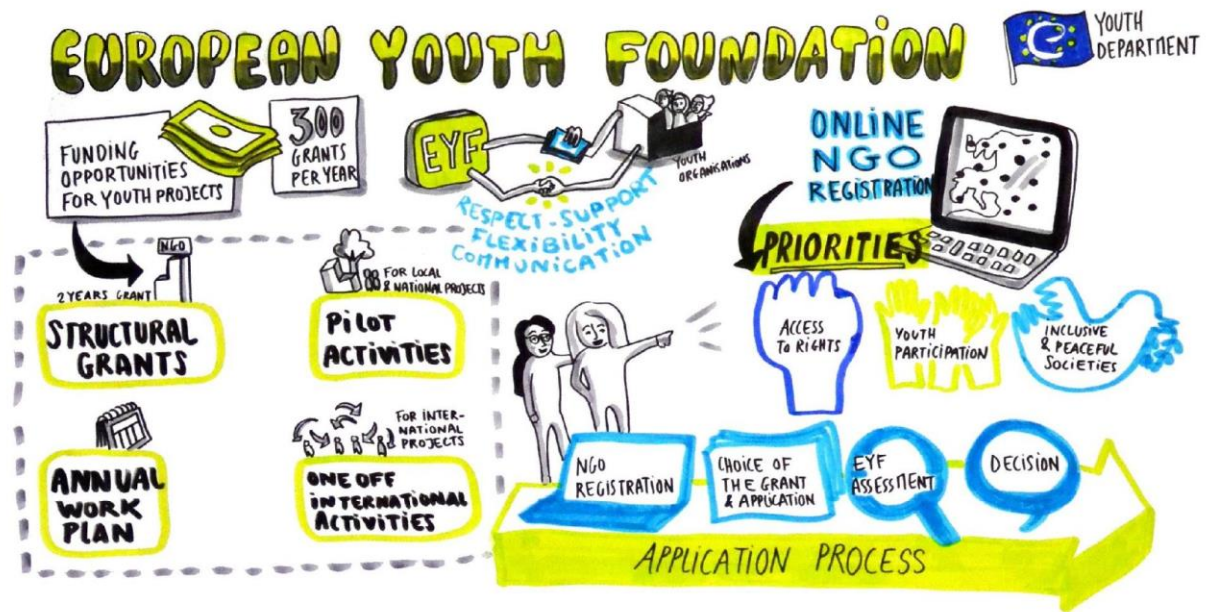 EUROPEAN YOUTH FOUNDATION
YOUTH
DEPARTMENT
FUNDING
OPPORTUNITIES
FOR YOUTH PROJECTS
300
GRANTS
PER YEAR
EYF
YOUTH
ORGANISATIONS
RESPECT-SUPPORT
FLEXIBILITY
COMMUNICATION
ONLINE
NGO
REGISTRATION
PRIORITIES
ACCESS
TO RIGHTS
YOUTH
PARTICIPATION
INCLUSIVE
& PEACEFUL
SOCIETIES
NGO
2 YEARS GRANT
STRUCTURAL
GRANTS
FOR LOCAL
& NATIONAL PROJECTS
PILOT
ACTIVITIES
ANNUAL
WORK
PLAN
FOR INTER-
NATIONAL
PROJECTS
ONE OFF
INTERNATIONAL
ACTIVITIES
NGO
REGISTRATION
CHOICE OF
THE GRANT
& APPLICATION
EYF
ASSESSMENT
DECISION
APPLICATION PROCESS